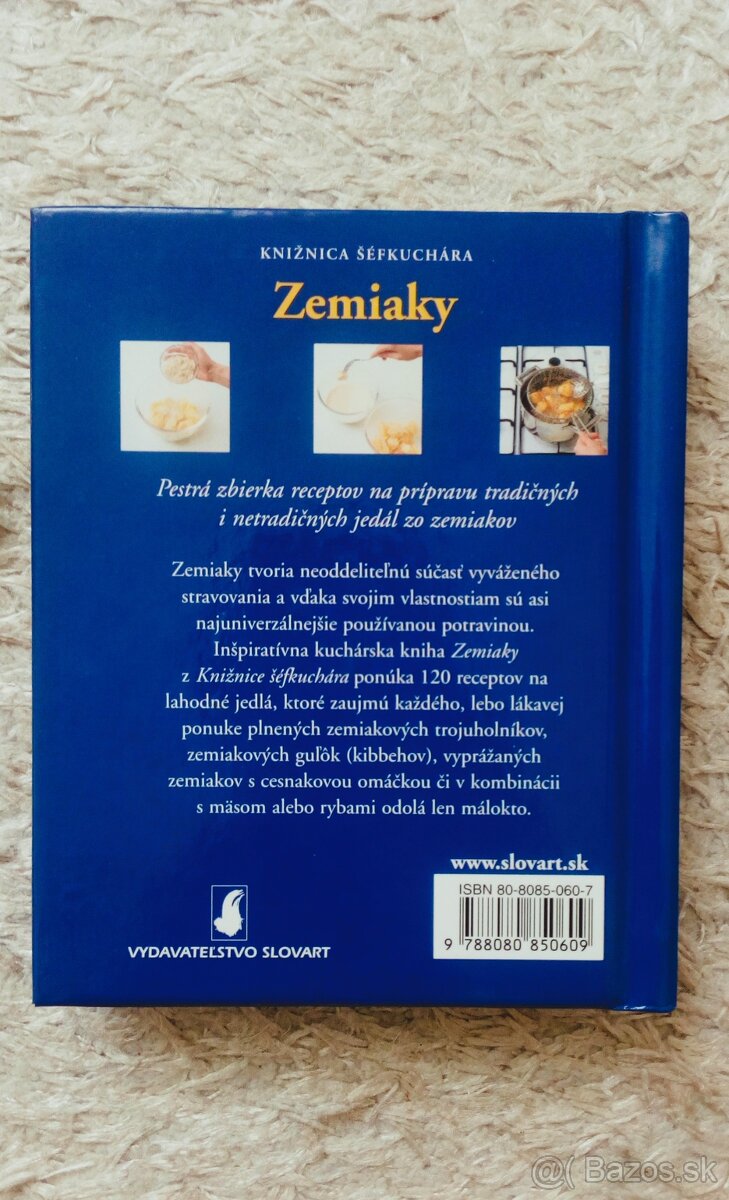 KNIŽNICA ŠÉFKUCHÁRA
Zemiaky
Pestrá zbierka receptov na prípravu tradičných
i netradičných jedál zo zemiakov
Zemiaky tvoria neoddeliteľnú súčasť vyváženého
stravovania a vďaka svojim vlastnostiam sú asi
najuniverzálnejšie používanou potravinou.
Inšpiratívna kuchárska kniha Zemiaky
z Knižnice šéfkuchára ponúka 120 receptov na
lahodné jedlá, ktoré zaujmú každého, lebo lákavej
ponuke plnených zemiakových trojuholníkov,
zemiakových guľôk (kibbehov), vyprážaných
zemiakov s cesnakovou omáčkou či v kombinácii
s mäsom alebo rybami odolá len málokto.
www.slovart.sk
ISBN 80-8085-060-7
9 788080 850609
VYDAVATEĽSTVO SLOVART
@( Bazos.sk